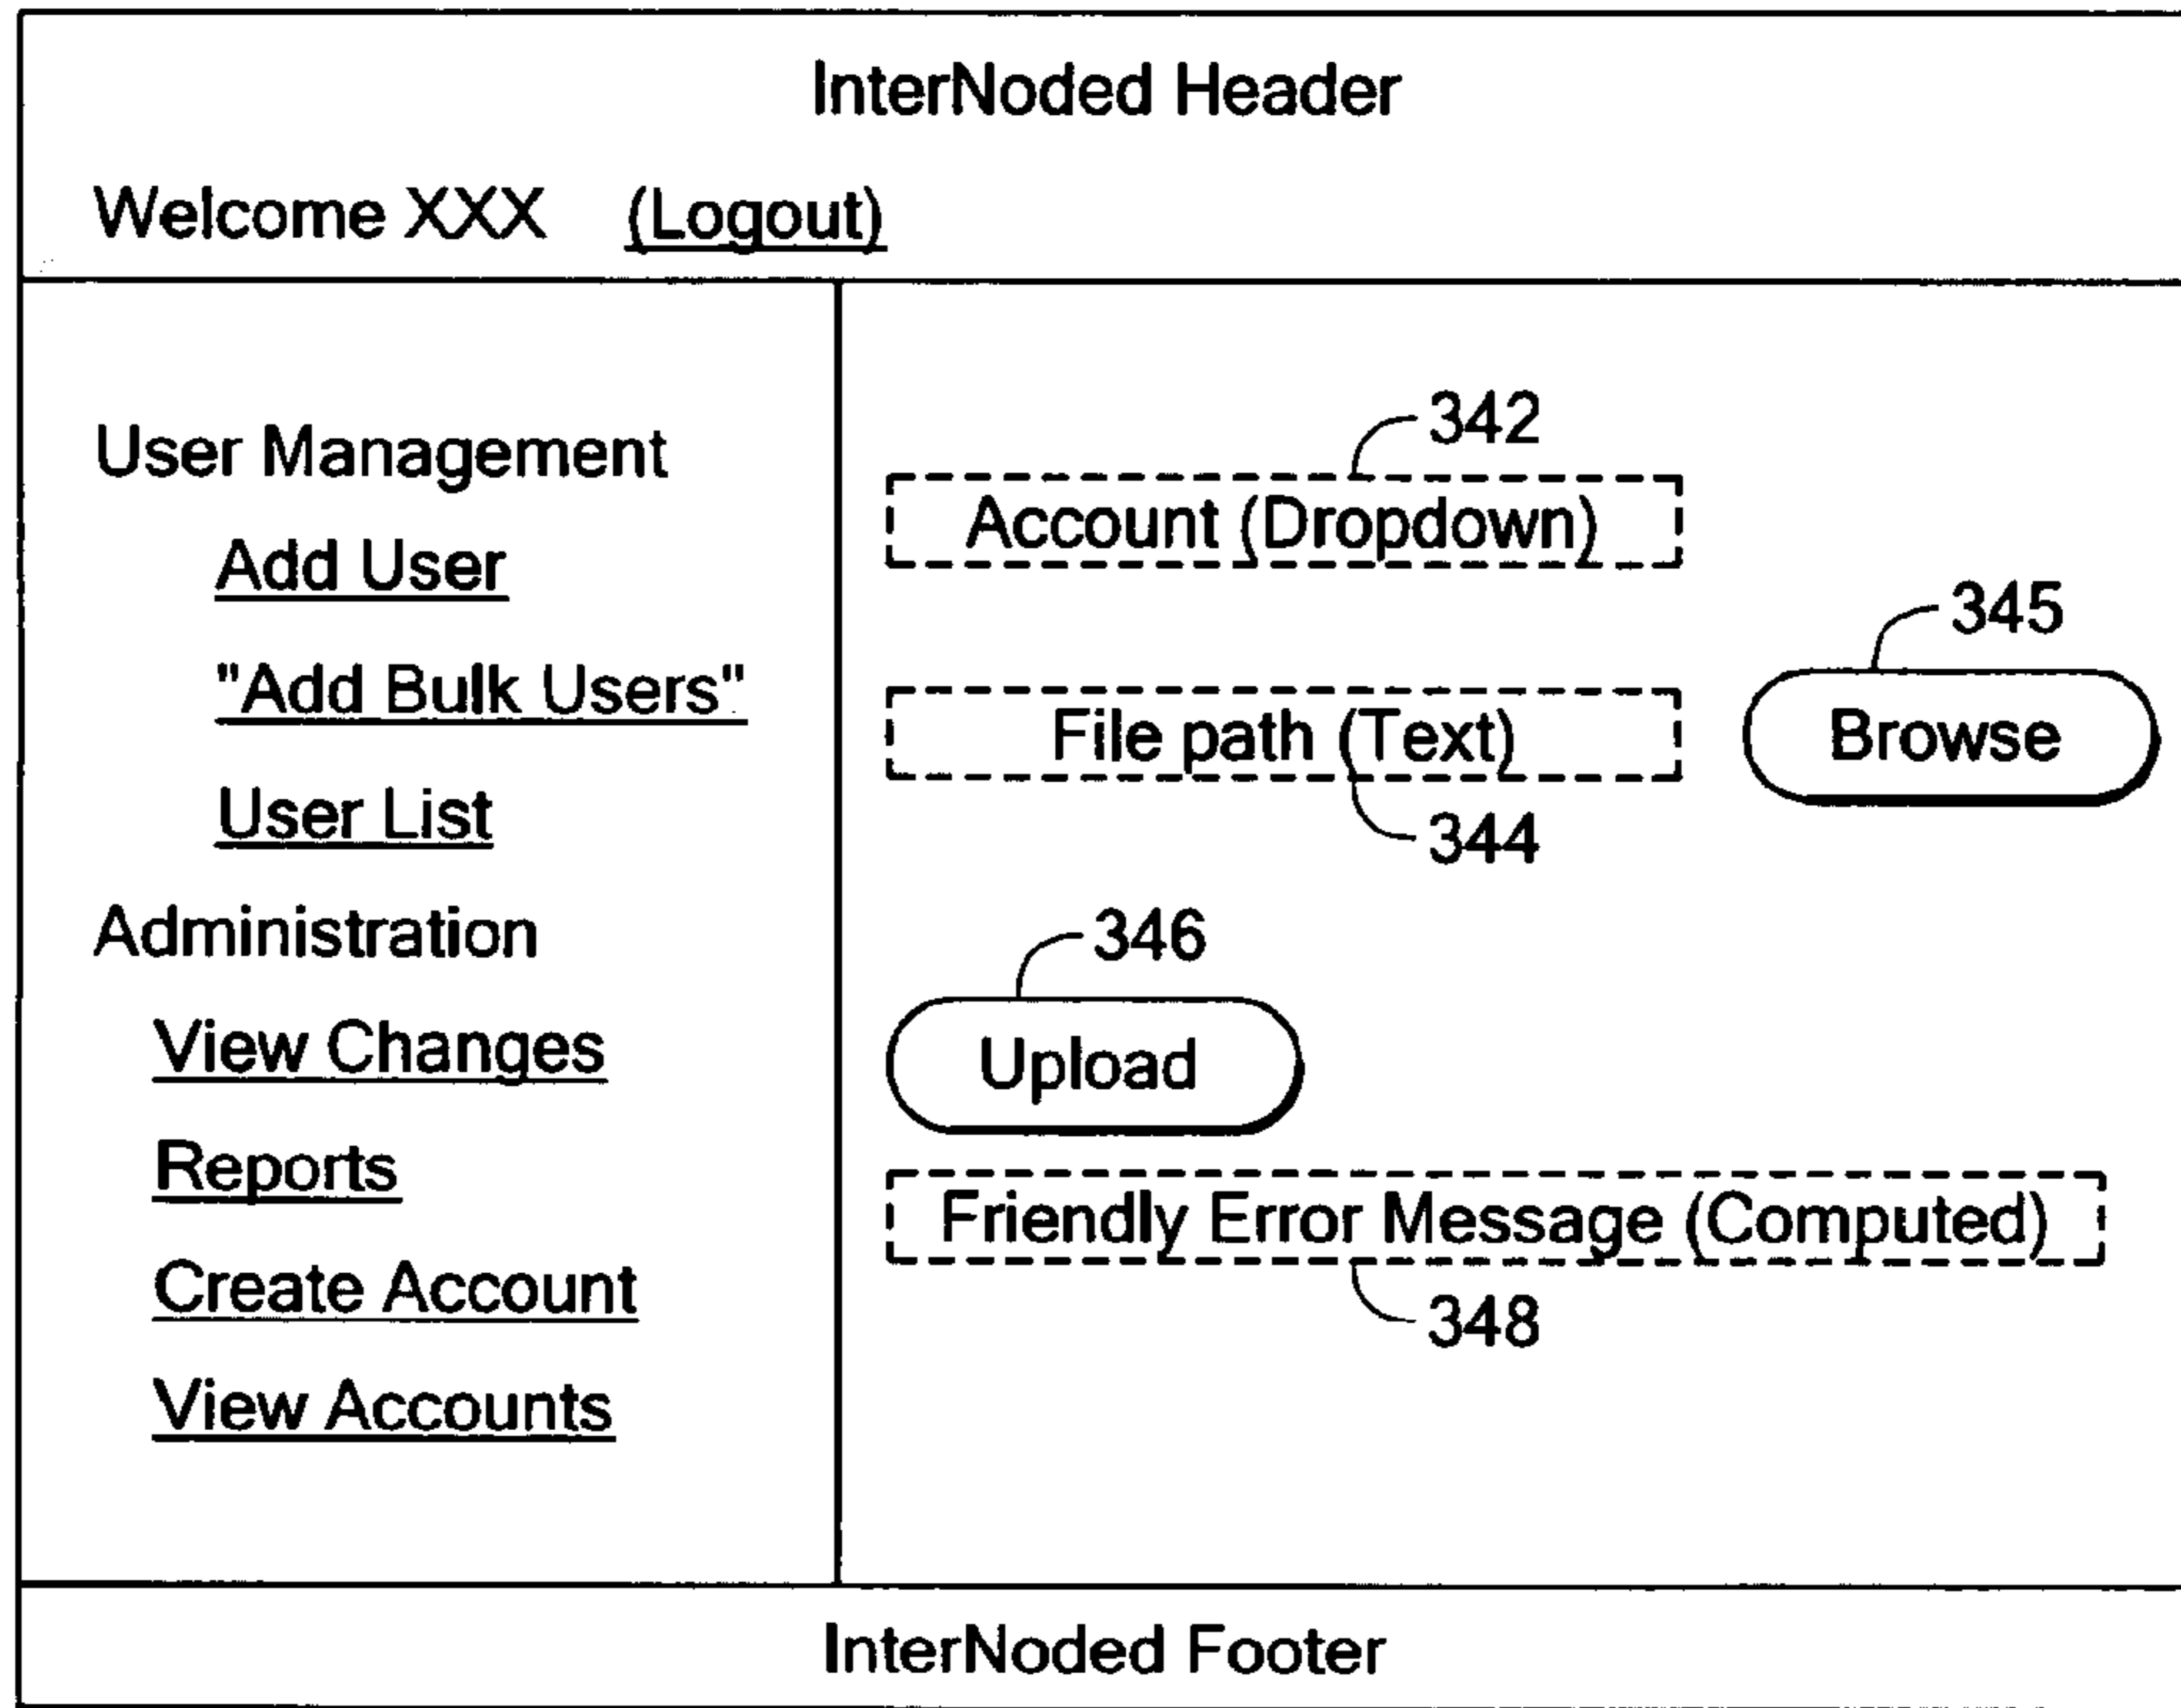 InterNoded Header
Welcome XXX (Logout)
User Management
Add User
"Add Bulk Users"
User List
Administration
View Changes
Reports
Create Account
View Accounts
342
Account (Dropdown)
345
File path (Text)
Browse
344
346
Upload
Friendly Error Message (Computed)
348
InterNoded Footer